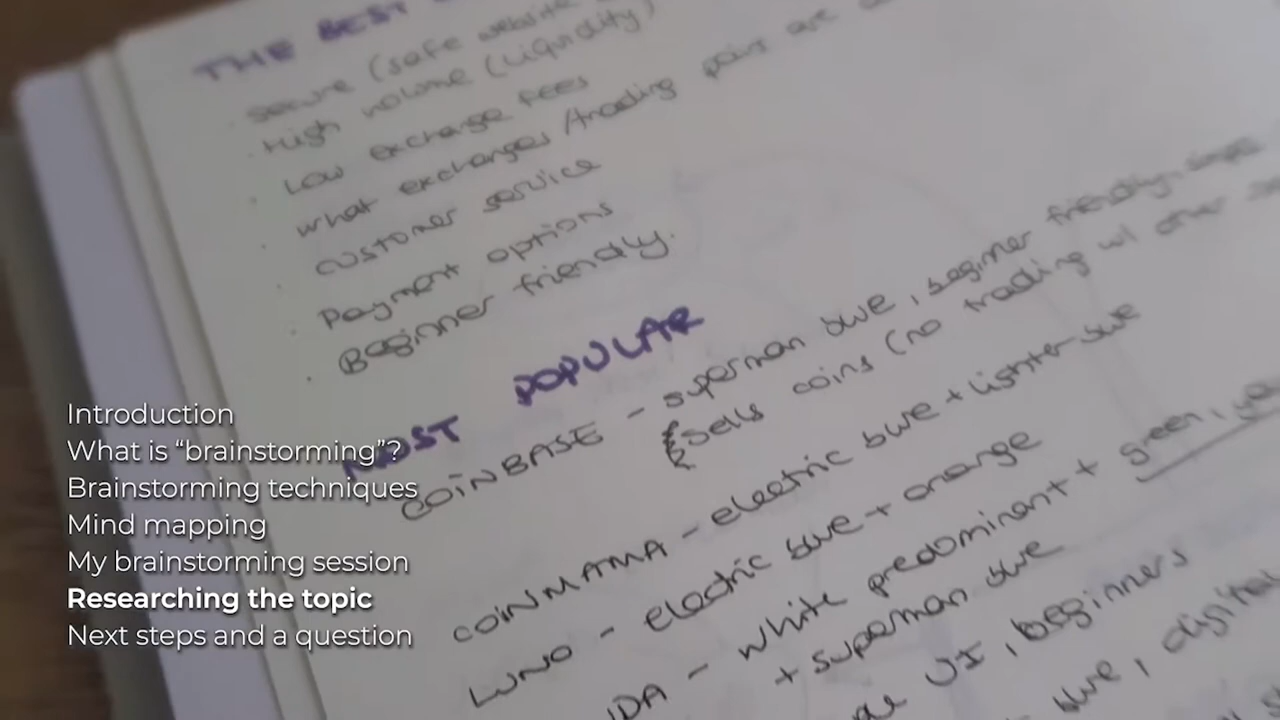 THE BEST
secure (safe website
High volume (liquidity)
Low exchange fees
what exchanges/trading pairs are
customer service
Payment options
Beginner friendly.
MOST POPULAR
COINBASE - superman blue, beginner friendly, simple
sells coins (no trading w/ other
COINMAMA - electric blue + lighter blue
LUNO - electric blue + orange
IDA - white predominant + green,
+ superman blue
UI, beginners
blue, digital
Introduction
What is “brainstorming”?
Brainstorming techniques
Mind mapping
My brainstorming session
Researching the topic
Next steps and a question